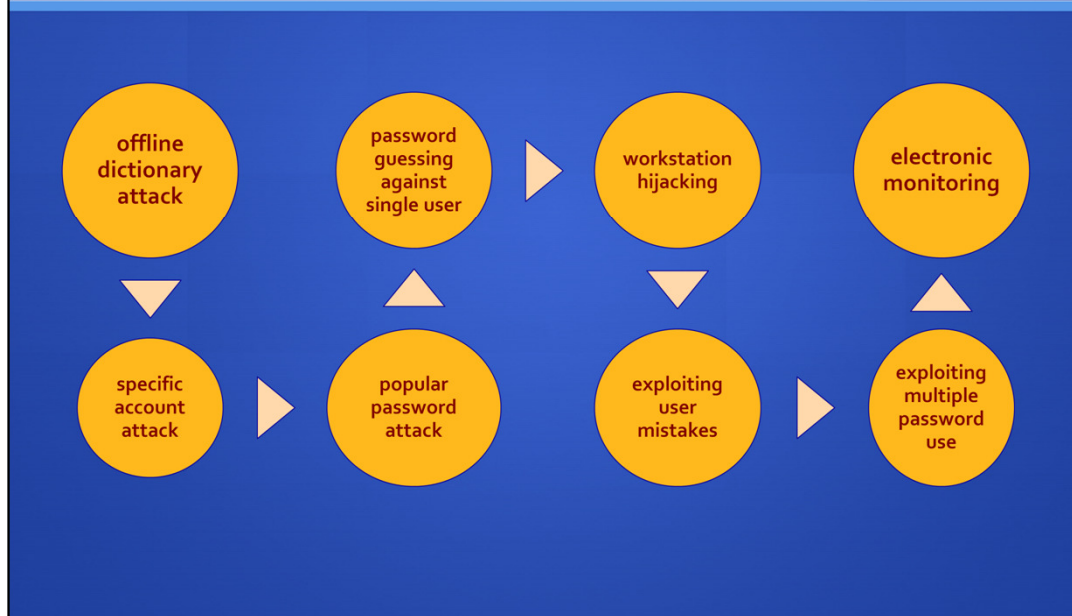 offline
dictionary
attack
specific
account
attack
popular
password
attack
password
guessing
against
single user
workstation
hijacking
exploiting
user
mistakes
exploiting
multiple
password
use
electronic
monitoring